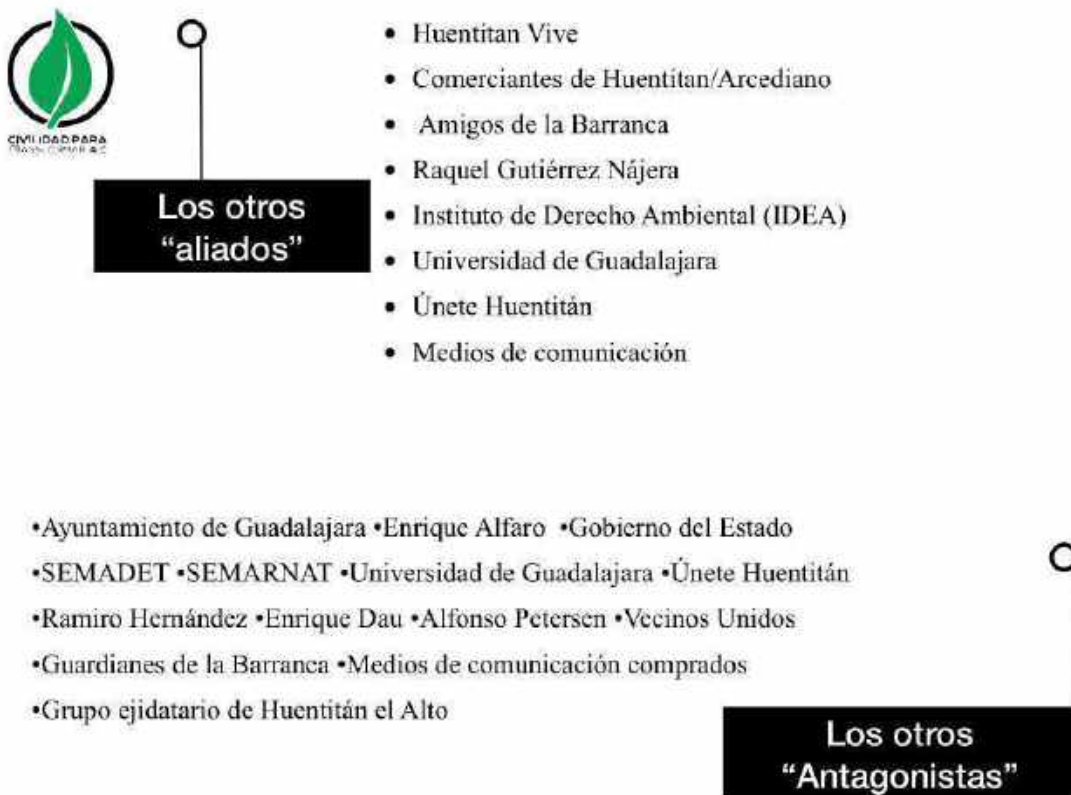 CIVILIDAD PARA
Los otros
“aliados”
• Huentitan Vive
• Comerciantes de Huentítan/Arcediano
• Amigos de la Barranca
• Raquel Gutiérrez Nájera
• Instituto de Derecho Ambiental (IDEA)
• Universidad de Guadalajara
• Únete Huentitán
• Medios de comunicación
•Ayuntamiento de Guadalajara •Enrique Alfaro •Gobierno del Estado
•SEMADET •SEMARNAT •Universidad de Guadalajara •Únete Huentitán
•Ramiro Hernández •Enrique Dau •Alfonso Petersen •Vecinos Unidos
•Guardianes de la Barranca •Medios de comunicación comprados
•Grupo ejidatario de Huentitán el Alto
Los otros
“Antagonistas”